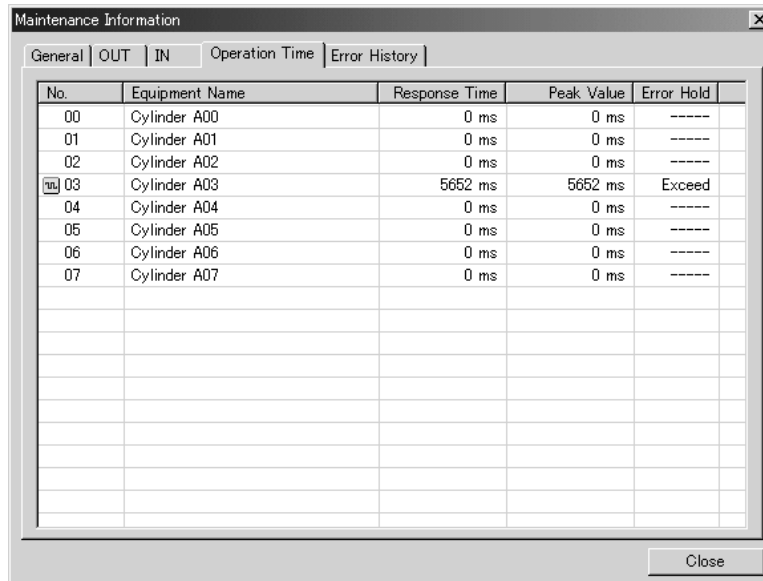 Maintenance Information
General OUT IN Operation Time Error History
No. Equipment Name Response Time Peak Value Error Hold
00 Cylinder A00 0 ms 0 ms -----
01 Cylinder A01 0 ms 0 ms -----
02 Cylinder A02 0 ms 0 ms -----
03 Cylinder A03 5652 ms 5652 ms Exceed
04 Cylinder A04 0 ms 0 ms -----
05 Cylinder A05 0 ms 0 ms -----
06 Cylinder A06 0 ms 0 ms -----
07 Cylinder A07 0 ms 0 ms -----
Close